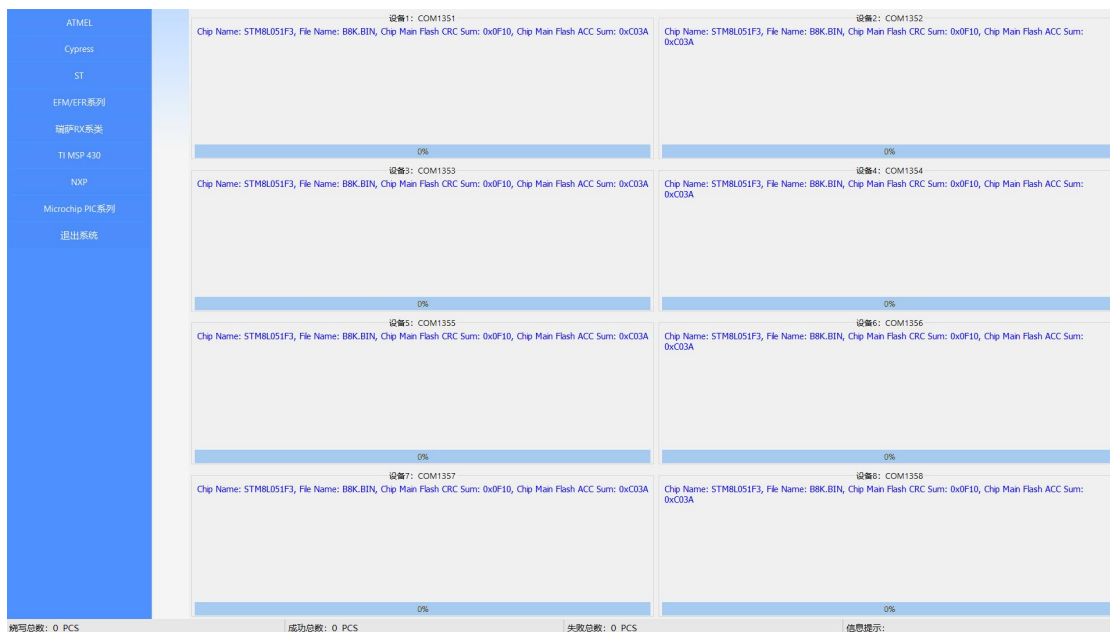 ATMEL
Cypress
ST
EFM/EFR系列
瑞萨RX系类
TI MSP 430
NXP
Microchip PIC系列
退出系统
设备1: COM1351
Chip Name: STM8L051F3, File Name: B8K.BIN, Chip Main Flash CRC Sum: 0x0F10, Chip Main Flash ACC Sum: 0xC03A
0%
设备2: COM1352
Chip Name: STM8L051F3, File Name: B8K.BIN, Chip Main Flash CRC Sum: 0x0F10, Chip Main Flash ACC Sum:
0xC03A
0%
设备3: COM1353
Chip Name: STM8L051F3, File Name: B8K.BIN, Chip Main Flash CRC Sum: 0x0F10, Chip Main Flash ACC Sum: 0xC03A
0%
设备4: COM1354
Chip Name: STM8L051F3, File Name: B8K.BIN, Chip Main Flash CRC Sum: 0x0F10, Chip Main Flash ACC Sum:
0xC03A
0%
设备5: COM1355
Chip Name: STM8L051F3, File Name: B8K.BIN, Chip Main Flash CRC Sum: 0x0F10, Chip Main Flash ACC Sum: 0xC03A
0%
设备6: COM1356
Chip Name: STM8L051F3, File Name: B8K.BIN, Chip Main Flash CRC Sum: 0x0F10, Chip Main Flash ACC Sum:
0xC03A
0%
设备7: COM1357
Chip Name: STM8L051F3, File Name: B8K.BIN, Chip Main Flash CRC Sum: 0x0F10, Chip Main Flash ACC Sum: 0xC03A
0%
设备8: COM1358
Chip Name: STM8L051F3, File Name: B8K.BIN, Chip Main Flash CRC Sum: 0x0F10, Chip Main Flash ACC Sum:
0xC03A
0%
烧写总数: 0 PCS
成功总数: 0 PCS
失败总数: 0 PCS
信息提示: